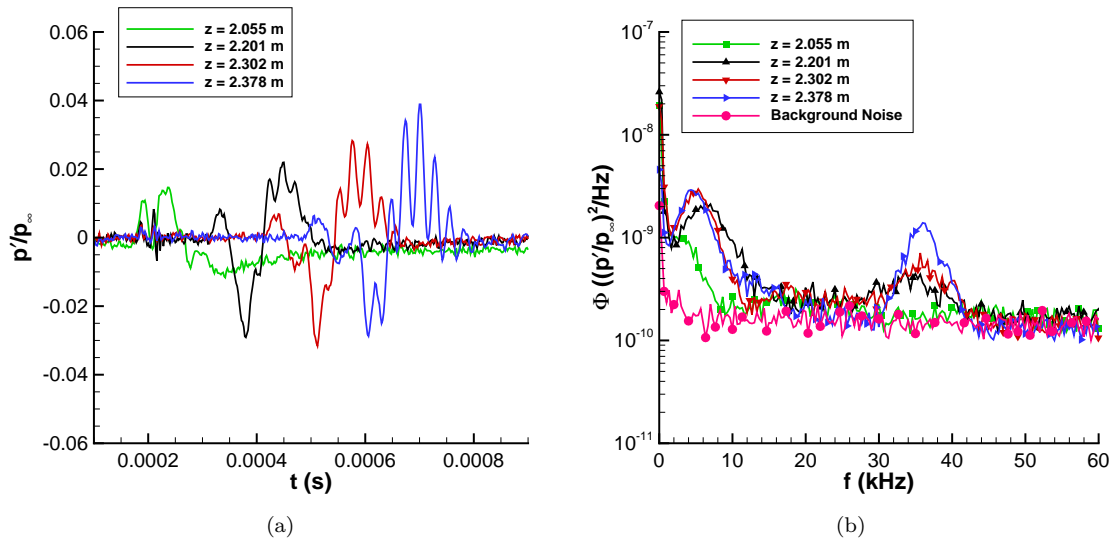 z = 2.055 m
z = 2.201 m
z = 2.302 m
z = 2.378 m
0.06
0.04
0.02
0
-0.02
-0.04
-0.06
p'/p∞
0.0002
0.0004
0.0006
0.0008
t (s)
(a)
z = 2.055 m
z = 2.201 m
z = 2.302 m
z = 2.378 m
Background Noise
10⁻⁷
10⁻⁸
10⁻⁹
10⁻¹⁰
10⁻¹¹
Φ ((p'/p∞)²/Hz)
0
10
20
30
40
50
60
f (kHz)
(b)